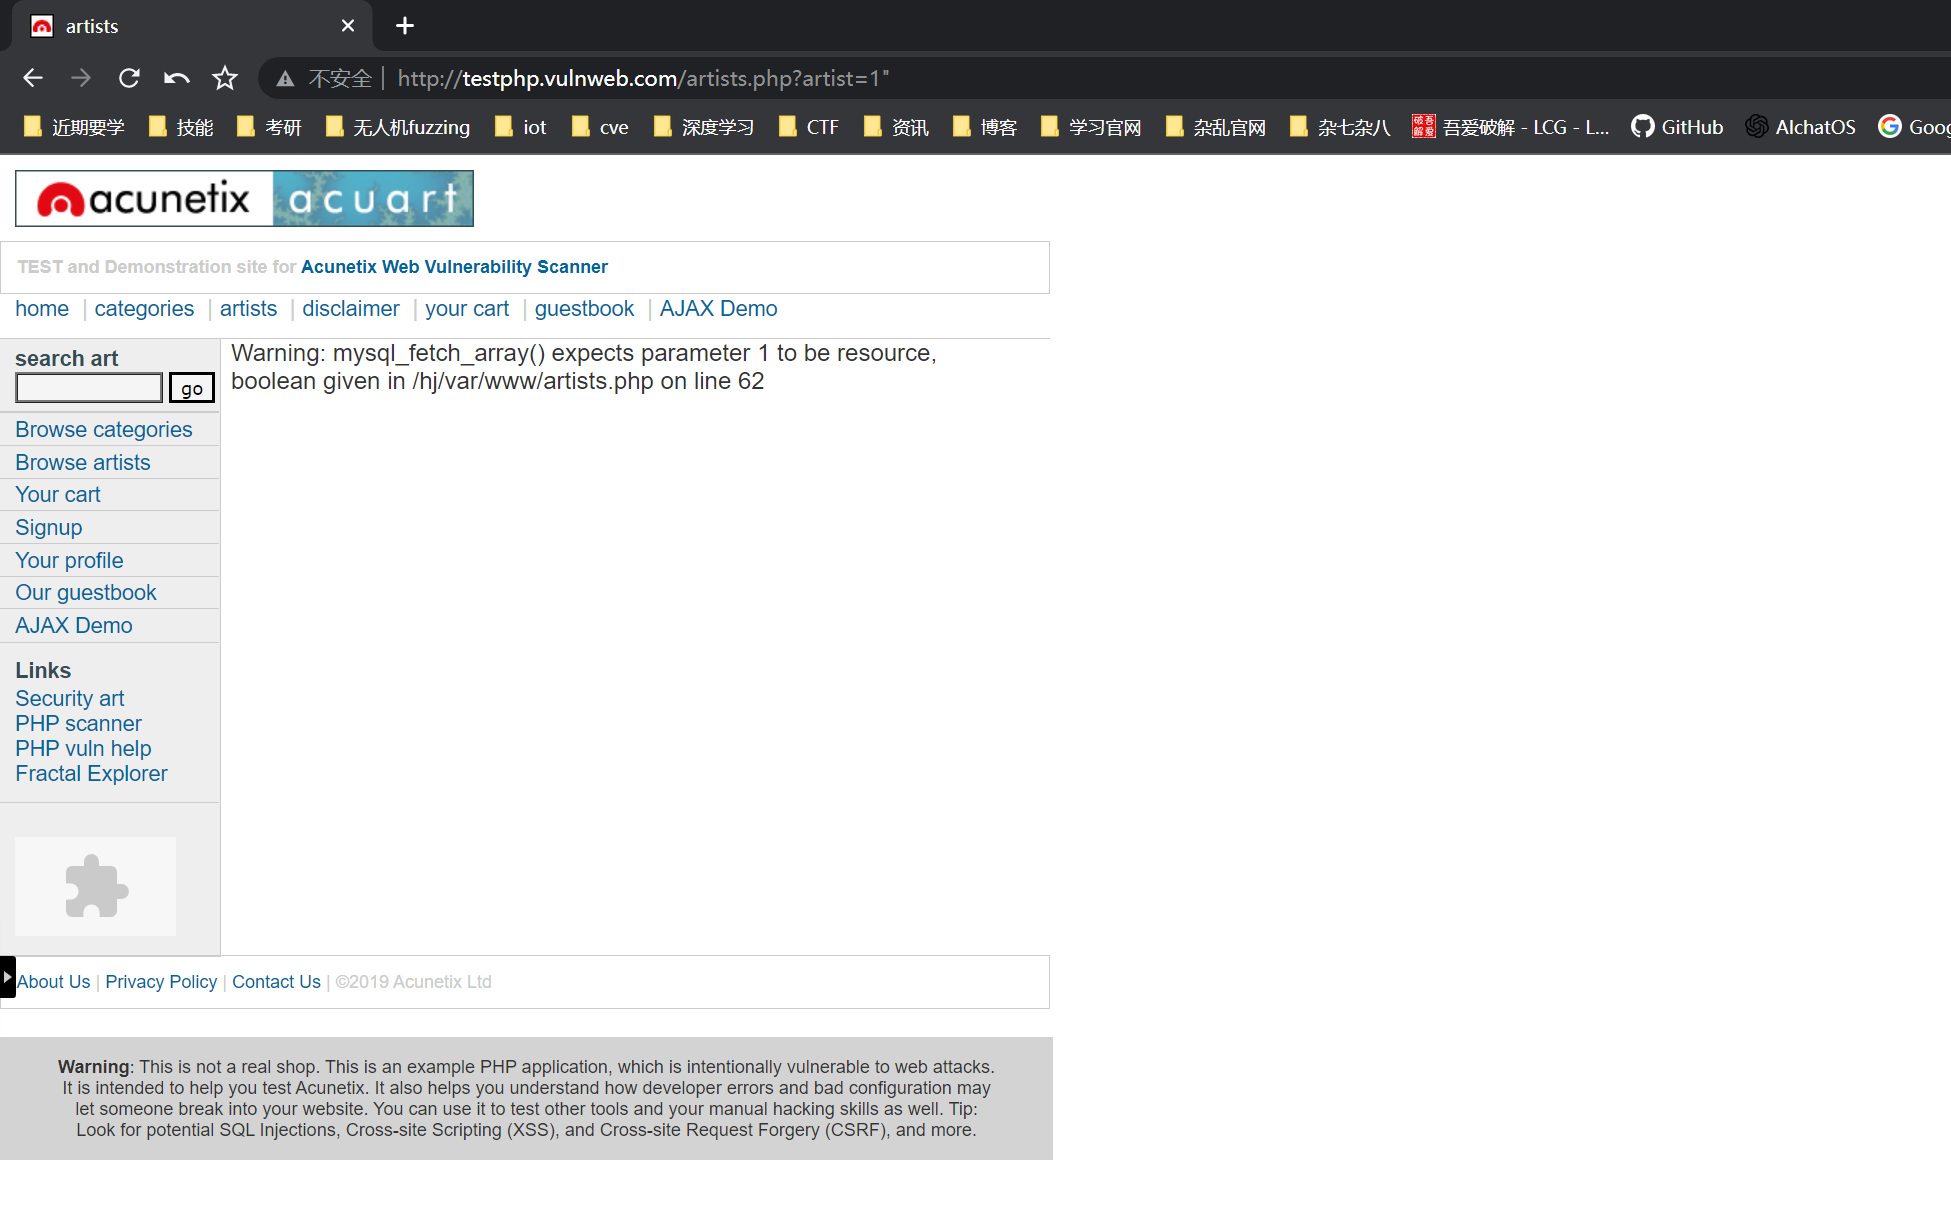 artists
不安全 http://testphp.vulnweb.com/artists.php?artist=1"
近期要学 技能 考研 无人机fuzzing iot cve 深度学习 CTF 资讯 博客 学习官网 杂乱官网 杂七杂八 吾爱破解 - LCG - L... GitHub AIchatOS Goog
acunetix acuart
TEST and Demonstration site for Acunetix Web Vulnerability Scanner
home | categories | artists | disclaimer | your cart | guestbook | AJAX Demo
search art
go
Browse categories
Browse artists
Your cart
Signup
Your profile
Our guestbook
AJAX Demo
Links
Security art
PHP scanner
PHP vuln help
Fractal Explorer
Warning: mysql_fetch_array() expects parameter 1 to be resource,
boolean given in /hj/var/www/artists.php on line 62
About Us | Privacy Policy | Contact Us | ©2019 Acunetix Ltd
Warning: This is not a real shop. This is an example PHP application, which is intentionally vulnerable to web attacks.
It is intended to help you test Acunetix. It also helps you understand how developer errors and bad configuration may
let someone break into your website. You can use it to test other tools and your manual hacking skills as well. Tip:
Look for potential SQL Injections, Cross-site Scripting (XSS), and Cross-site Request Forgery (CSRF), and more.